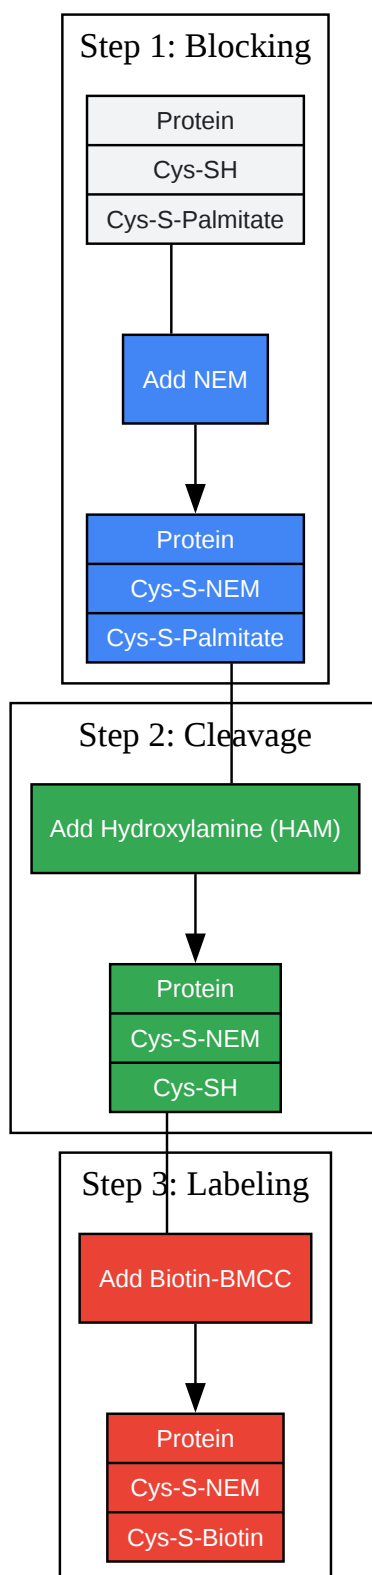 Step 1: Blocking
Protein
Cys-SH
Cys-S-Palmitate
Add NEM
Protein
Cys-S-NEM
Cys-S-Palmitate
Step 2: Cleavage
Add Hydroxylamine (HAM)
Protein
Cys-S-NEM
Cys-SH
Step 3: Labeling
Add Biotin-BMCC
Protein
Cys-S-NEM
Cys-S-Biotin